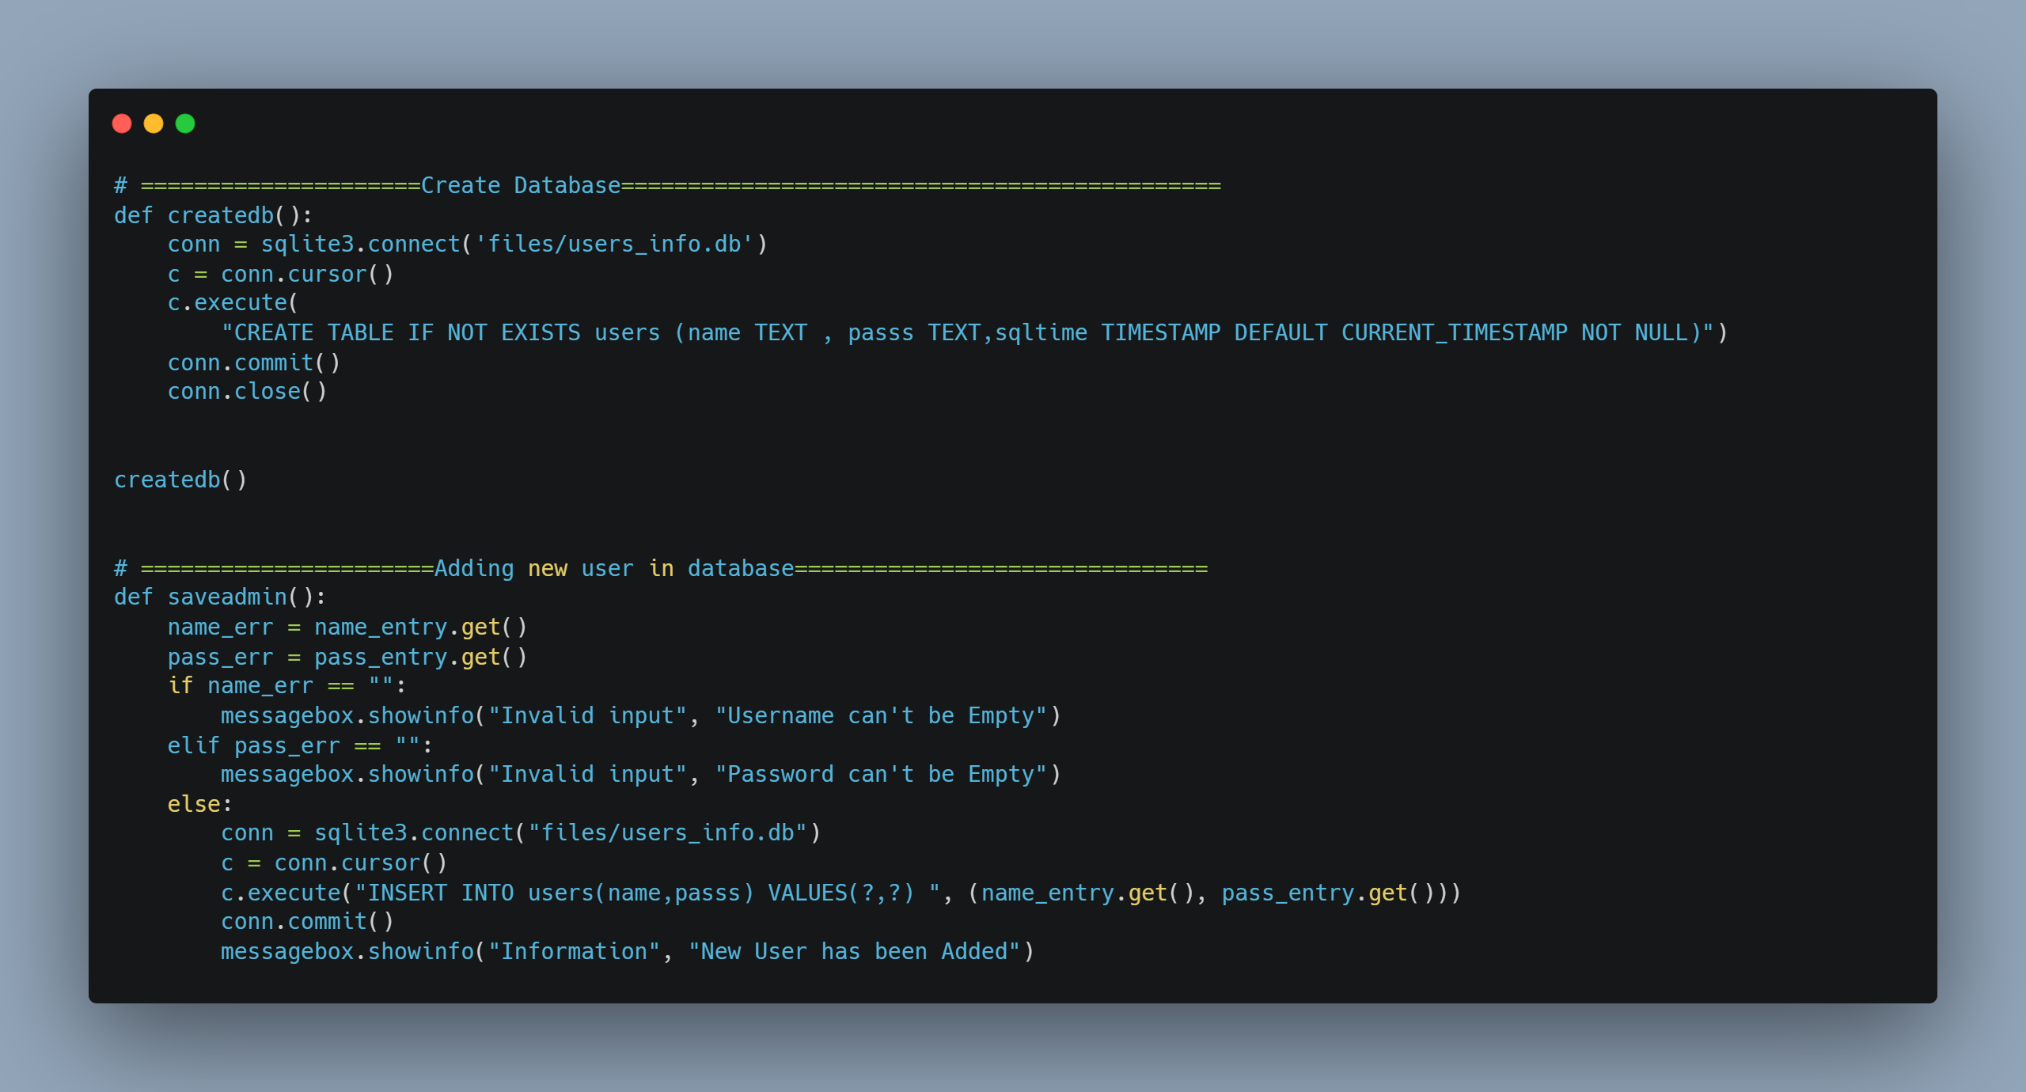 # =====================Create Database=============================================
def createdb():
    conn = sqlite3.connect('files/users_info.db')
    c = conn.cursor()
    c.execute(
        "CREATE TABLE IF NOT EXISTS users (name TEXT , passs TEXT,sqltime TIMESTAMP DEFAULT CURRENT_TIMESTAMP NOT NULL)")
    conn.commit()
    conn.close()
createdb()
# ======================Adding new user in database===============================
def saveadmin():
    name_err = name_entry.get()
    pass_err = pass_entry.get()
    if name_err == "":
        messagebox.showinfo("Invalid input", "Username can't be Empty")
    elif pass_err == "":
        messagebox.showinfo("Invalid input", "Password can't be Empty")
    else:
        conn = sqlite3.connect("files/users_info.db")
        c = conn.cursor()
        c.execute("INSERT INTO users(name,passs) VALUES(?,?) ", (name_entry.get(), pass_entry.get()))
        conn.commit()
        messagebox.showinfo("Information", "New User has been Added")